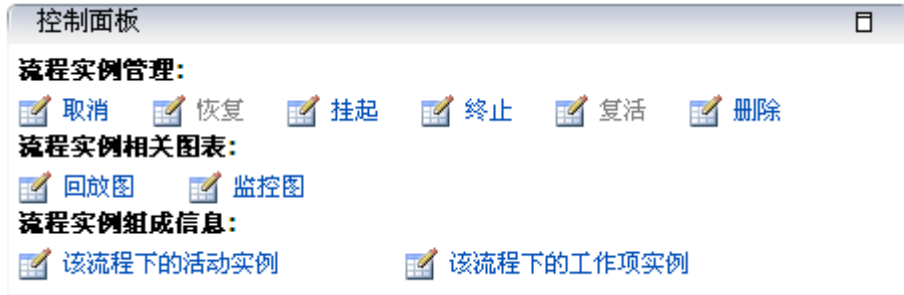 控制面板
流程实例管理:
取消 恢复 挂起 终止 复活 删除
流程实例相关图表:
回放图 监控图
流程实例组成信息:
该流程下的活动实例 该流程下的工作项实例